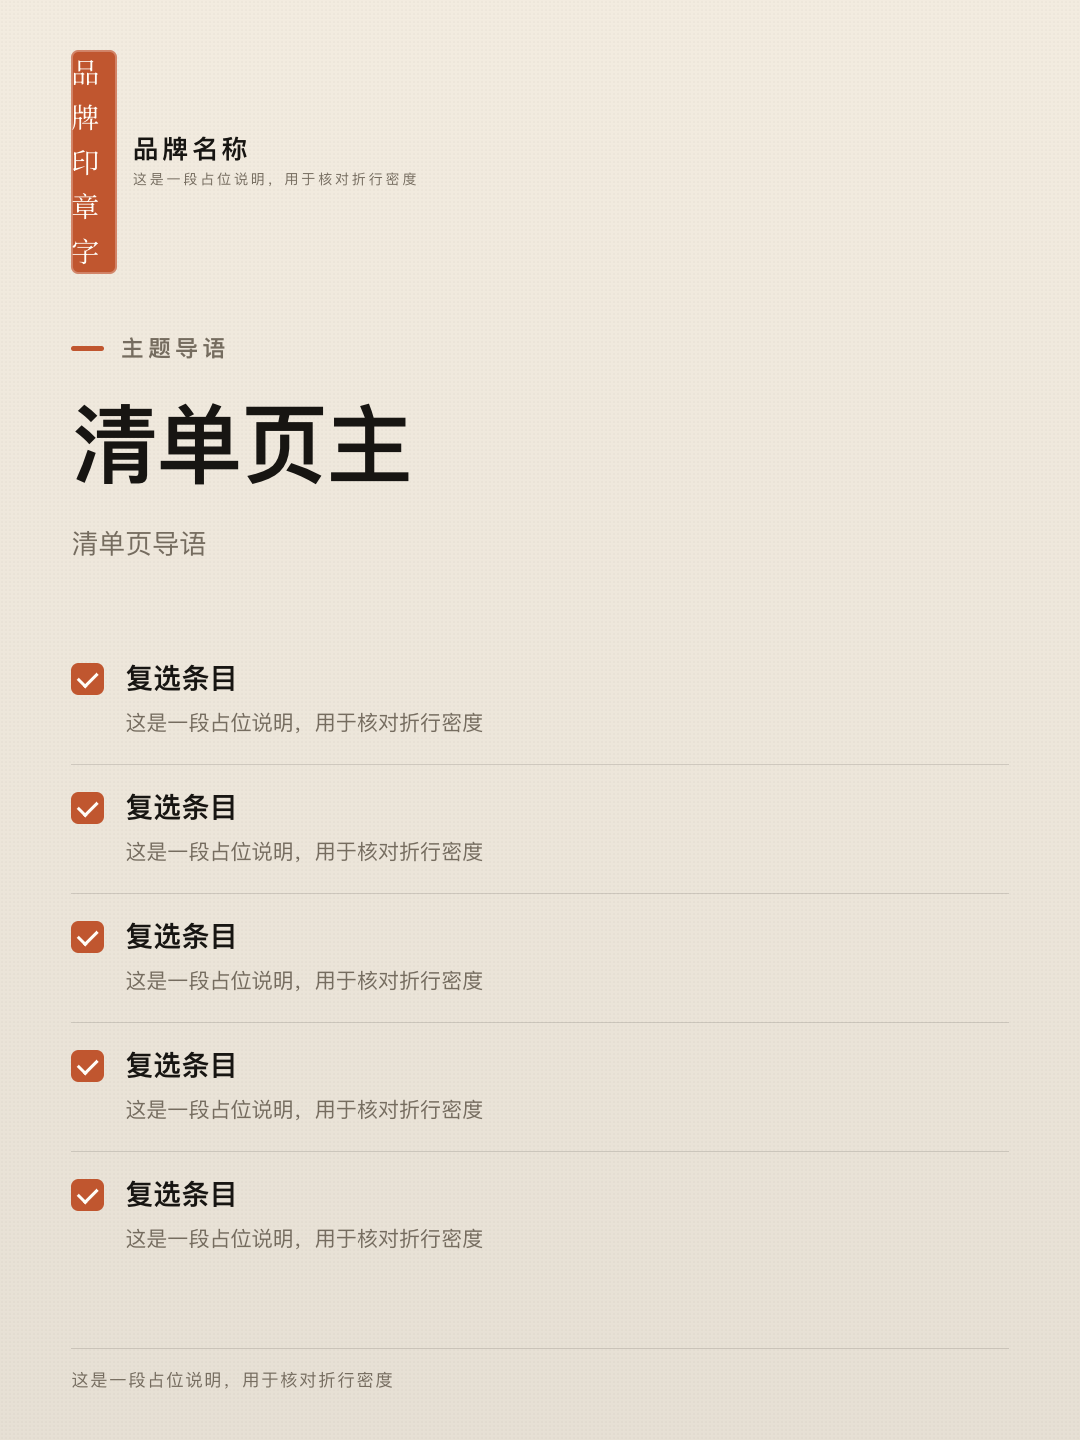 品
牌
印
章
字
品牌名称
这是一段占位说明，用于核对折行密度
主题导语
清单页主
清单页导语
复选条目
这是一段占位说明，用于核对折行密度
复选条目
这是一段占位说明，用于核对折行密度
复选条目
这是一段占位说明，用于核对折行密度
复选条目
这是一段占位说明，用于核对折行密度
复选条目
这是一段占位说明，用于核对折行密度
这是一段占位说明，用于核对折行密度